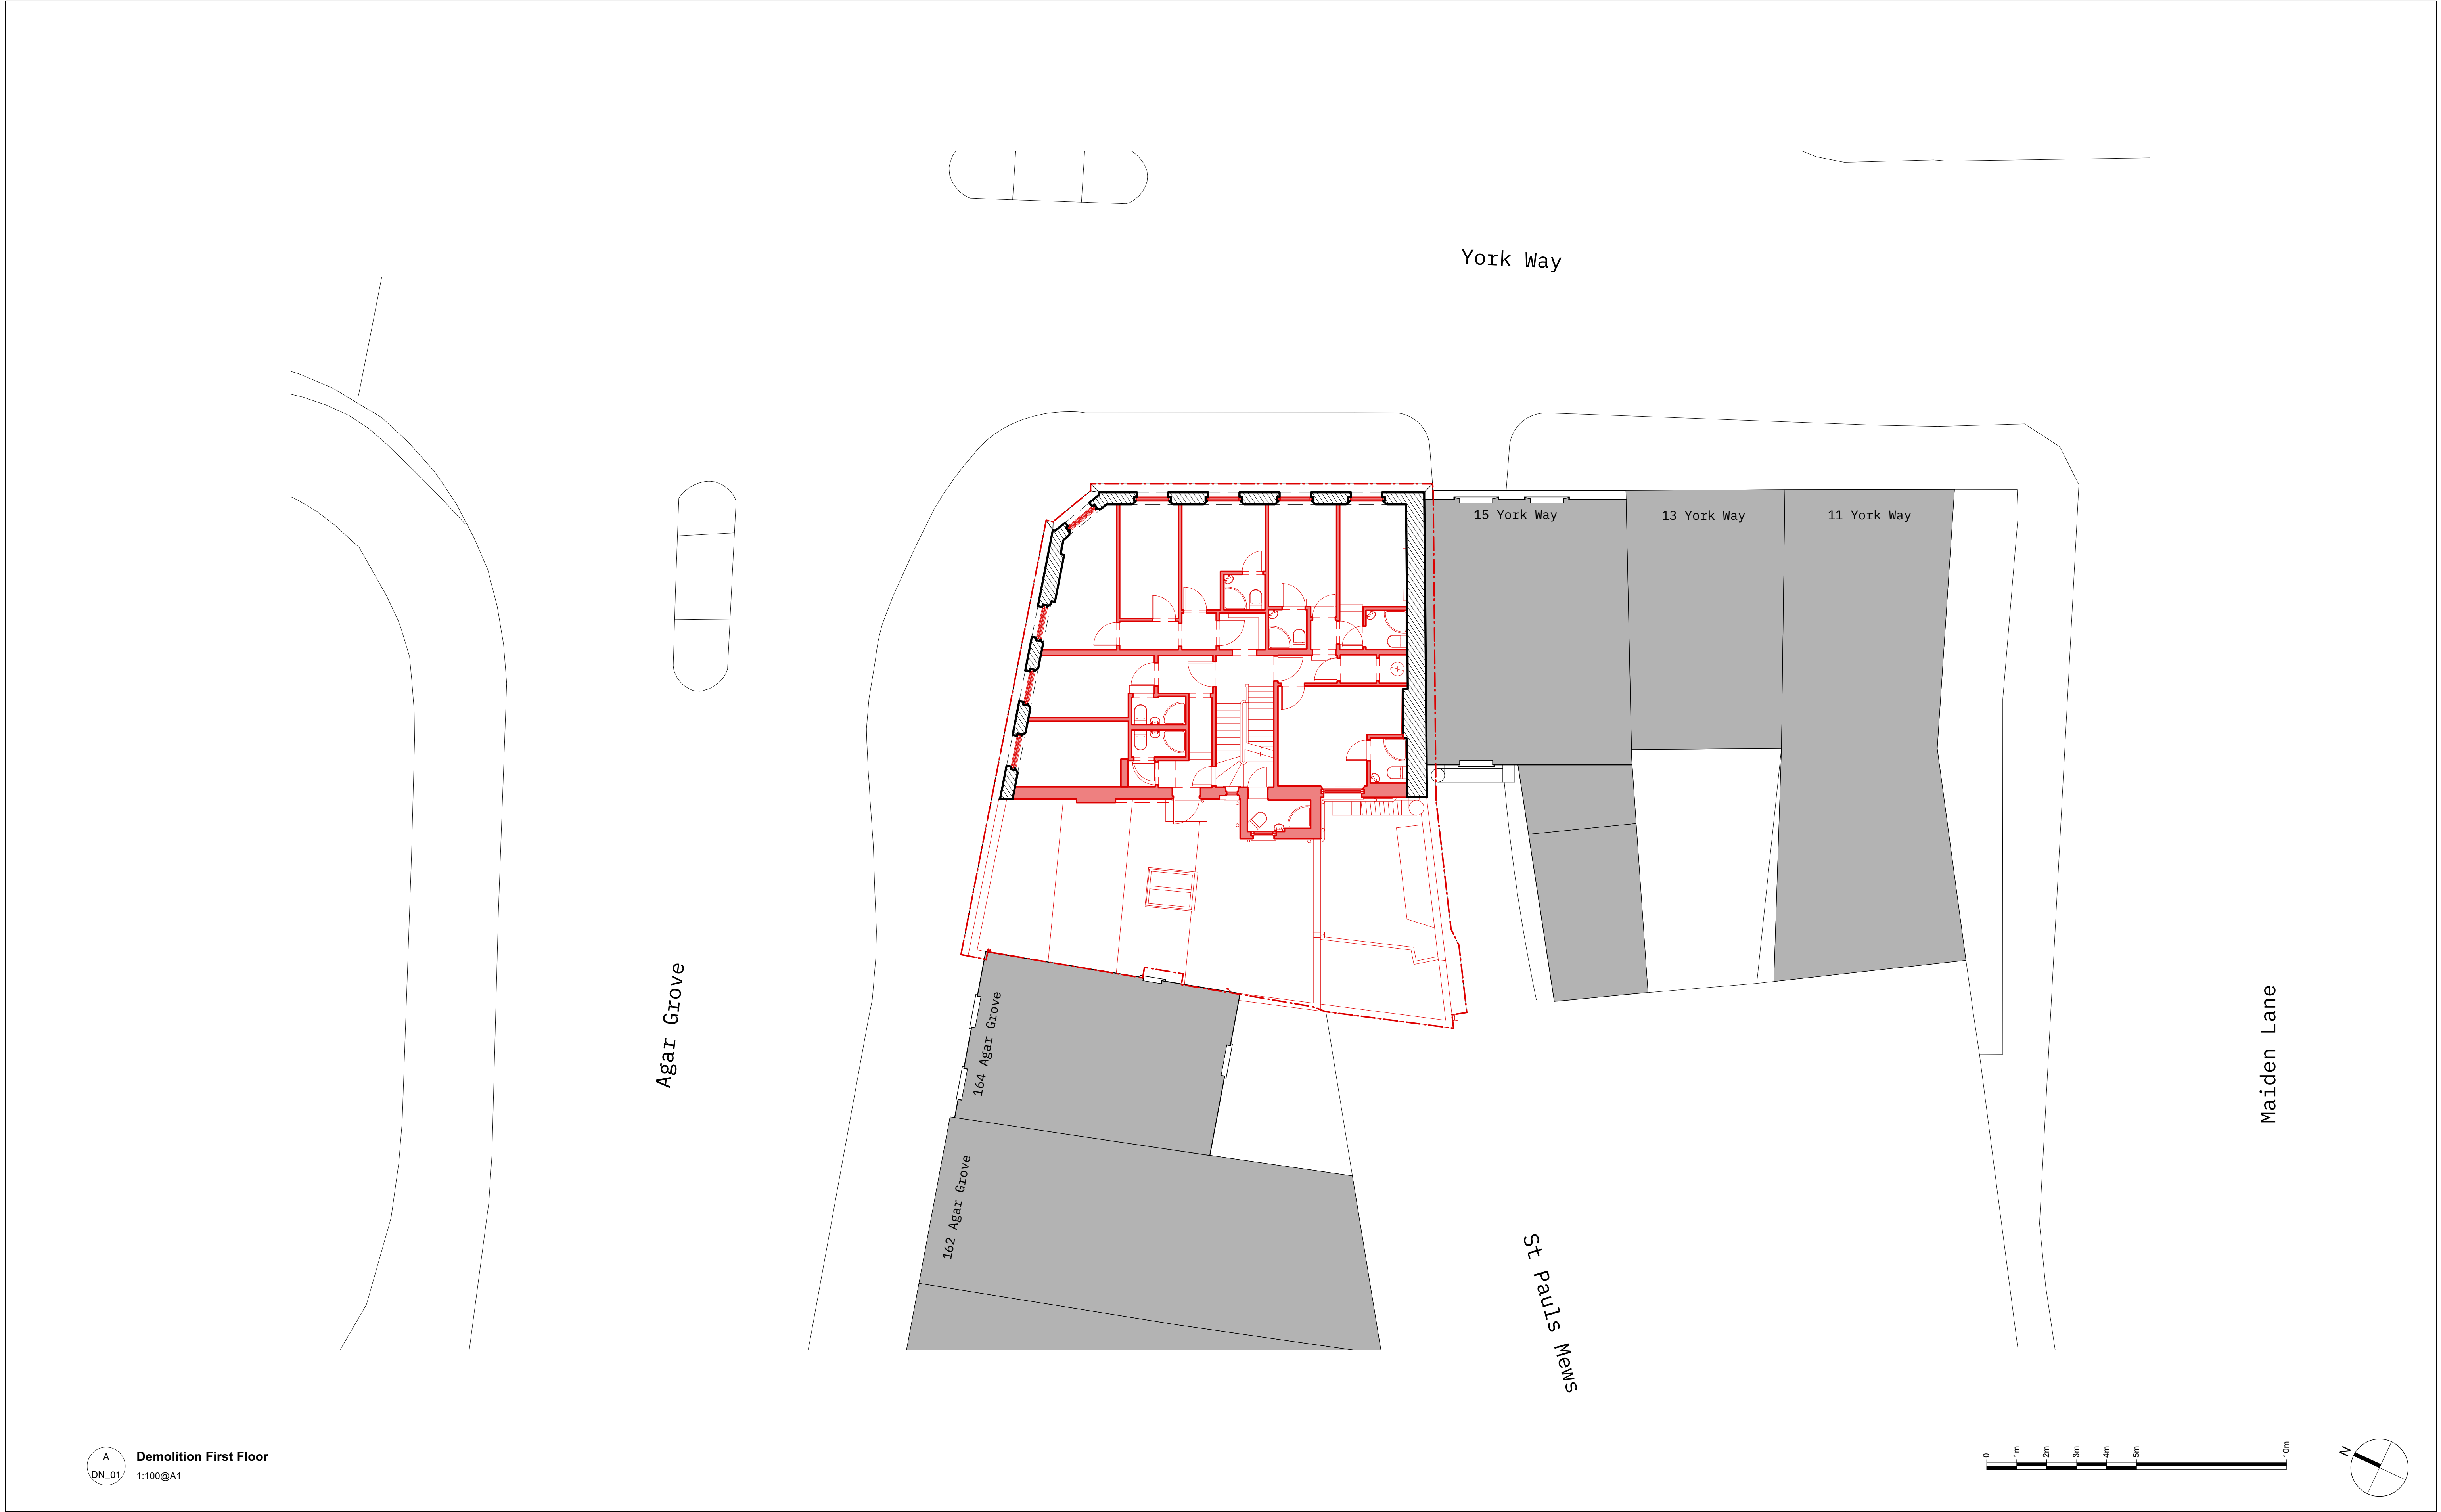 York Way
15 York Way
13 York Way
11 York Way
Agar Grove
164 Agar Grove
162 Agar Grove
Maiden Lane
St Pauls Mews
A
DN_01
Demolition First Floor
1:100@A1
0 1m 2m 3m 4m 5m 10m
N